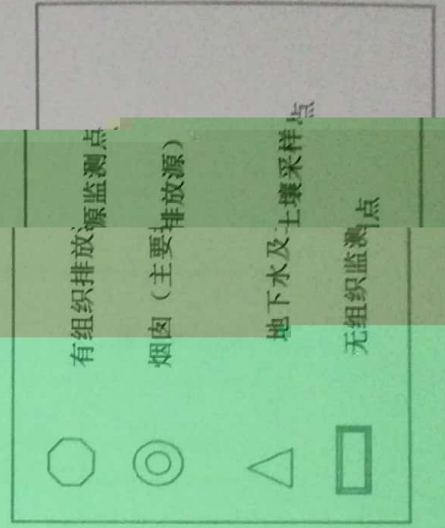 有组织排放源监测点
烟囱（主要排放源）
地下水及土壤采样点
无组织监测点